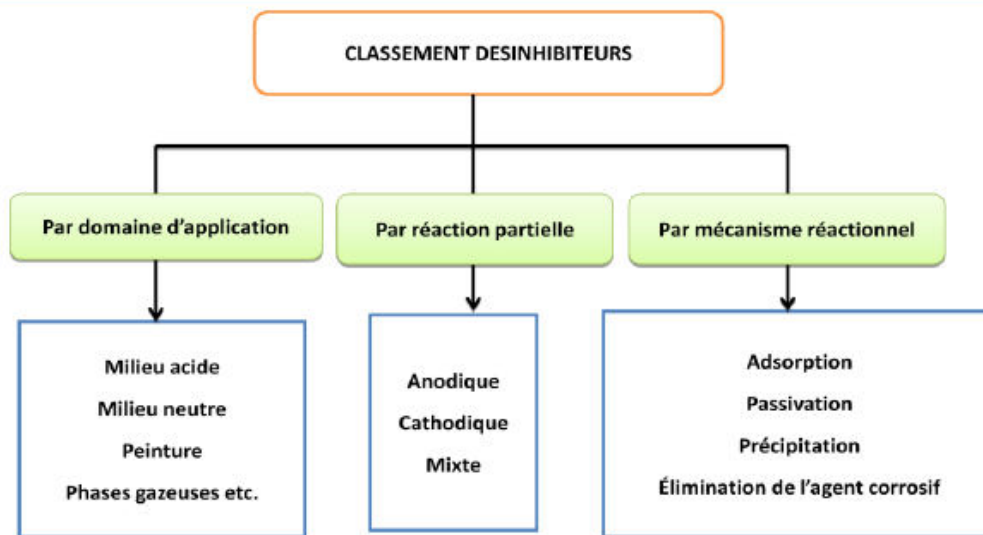 CLASSEMENT DESINHIBITEURS
Par domaine d’application
Par réaction partielle
Par mécanisme réactionnel
Milieu acide
Milieu neutre
Peinture
Phases gazeuses etc.
Anodique
Cathodique
Mixte
Adsorption
Passivation
Précipitation
Élimination de l’agent corrosif